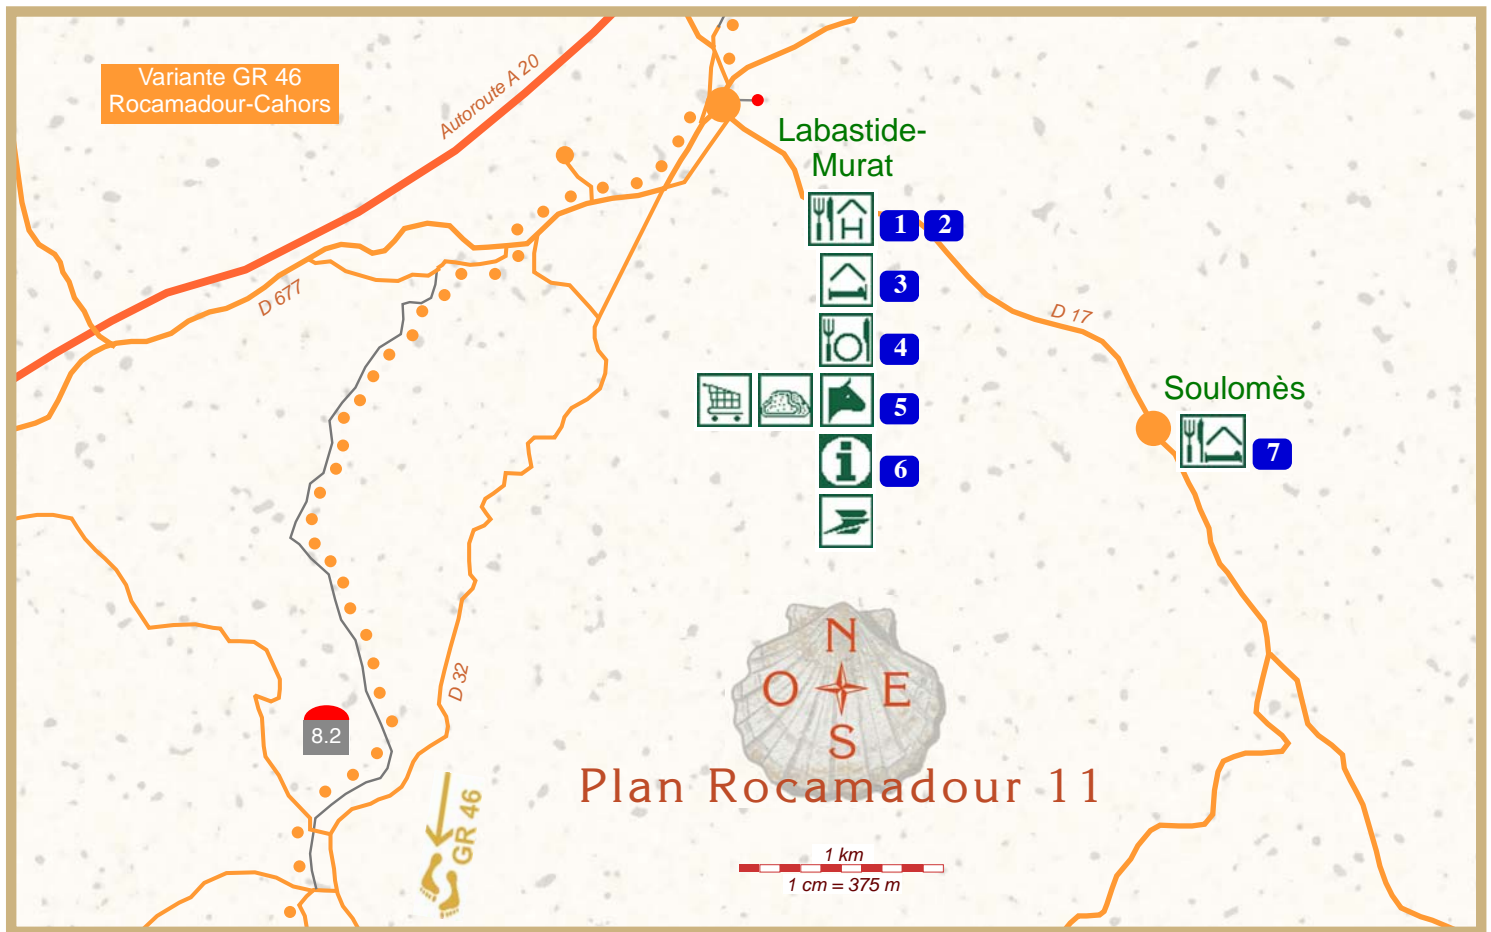 Variante GR 46
Rocamadour-Cahors
Autoroute A 20
Labastide-
Murat
H
1 2
3
4
5
i
6
D 677
D 17
Soulomès
7
D 32
8.2
GR 46
N
O E
S
Plan Rocamadour 11
1 km
1 cm = 375 m